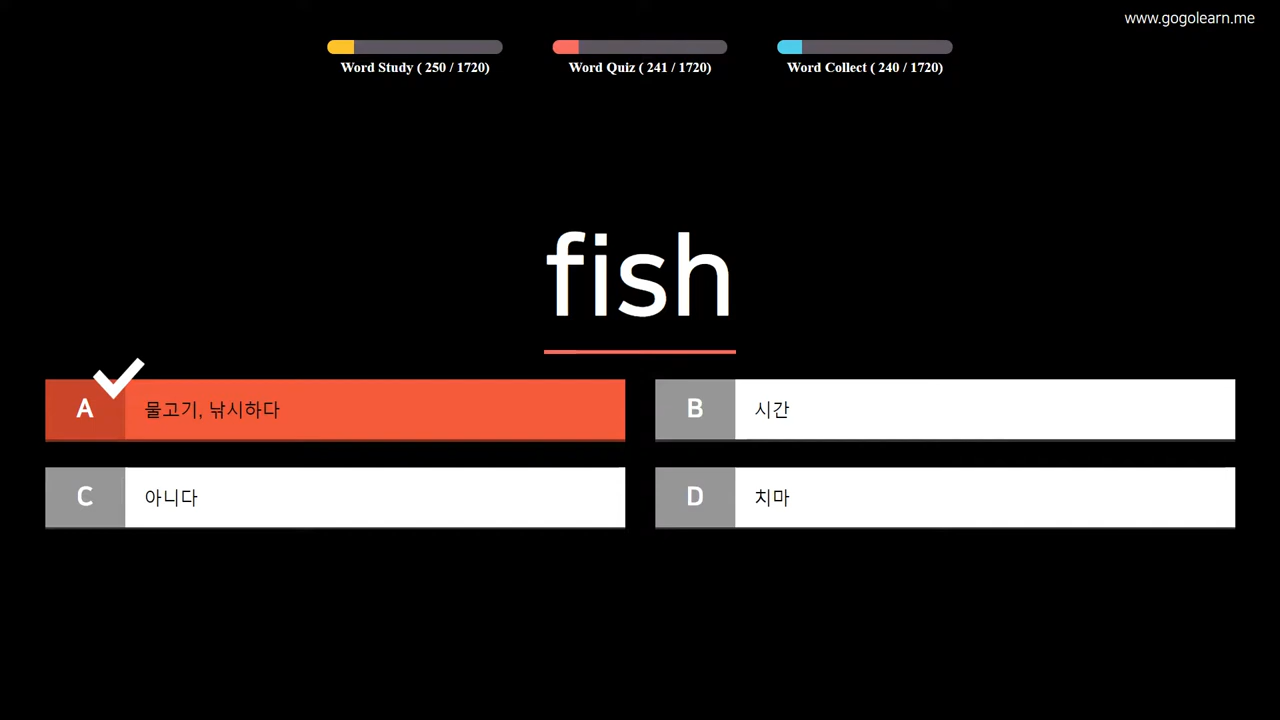 www.gogolearn.me
Word Study ( 250 / 1720)
Word Quiz ( 241 / 1720)
Word Collect ( 240 / 1720)
fish
A 물고기, 낚시하다
B 시간
C 아니다
D 치마